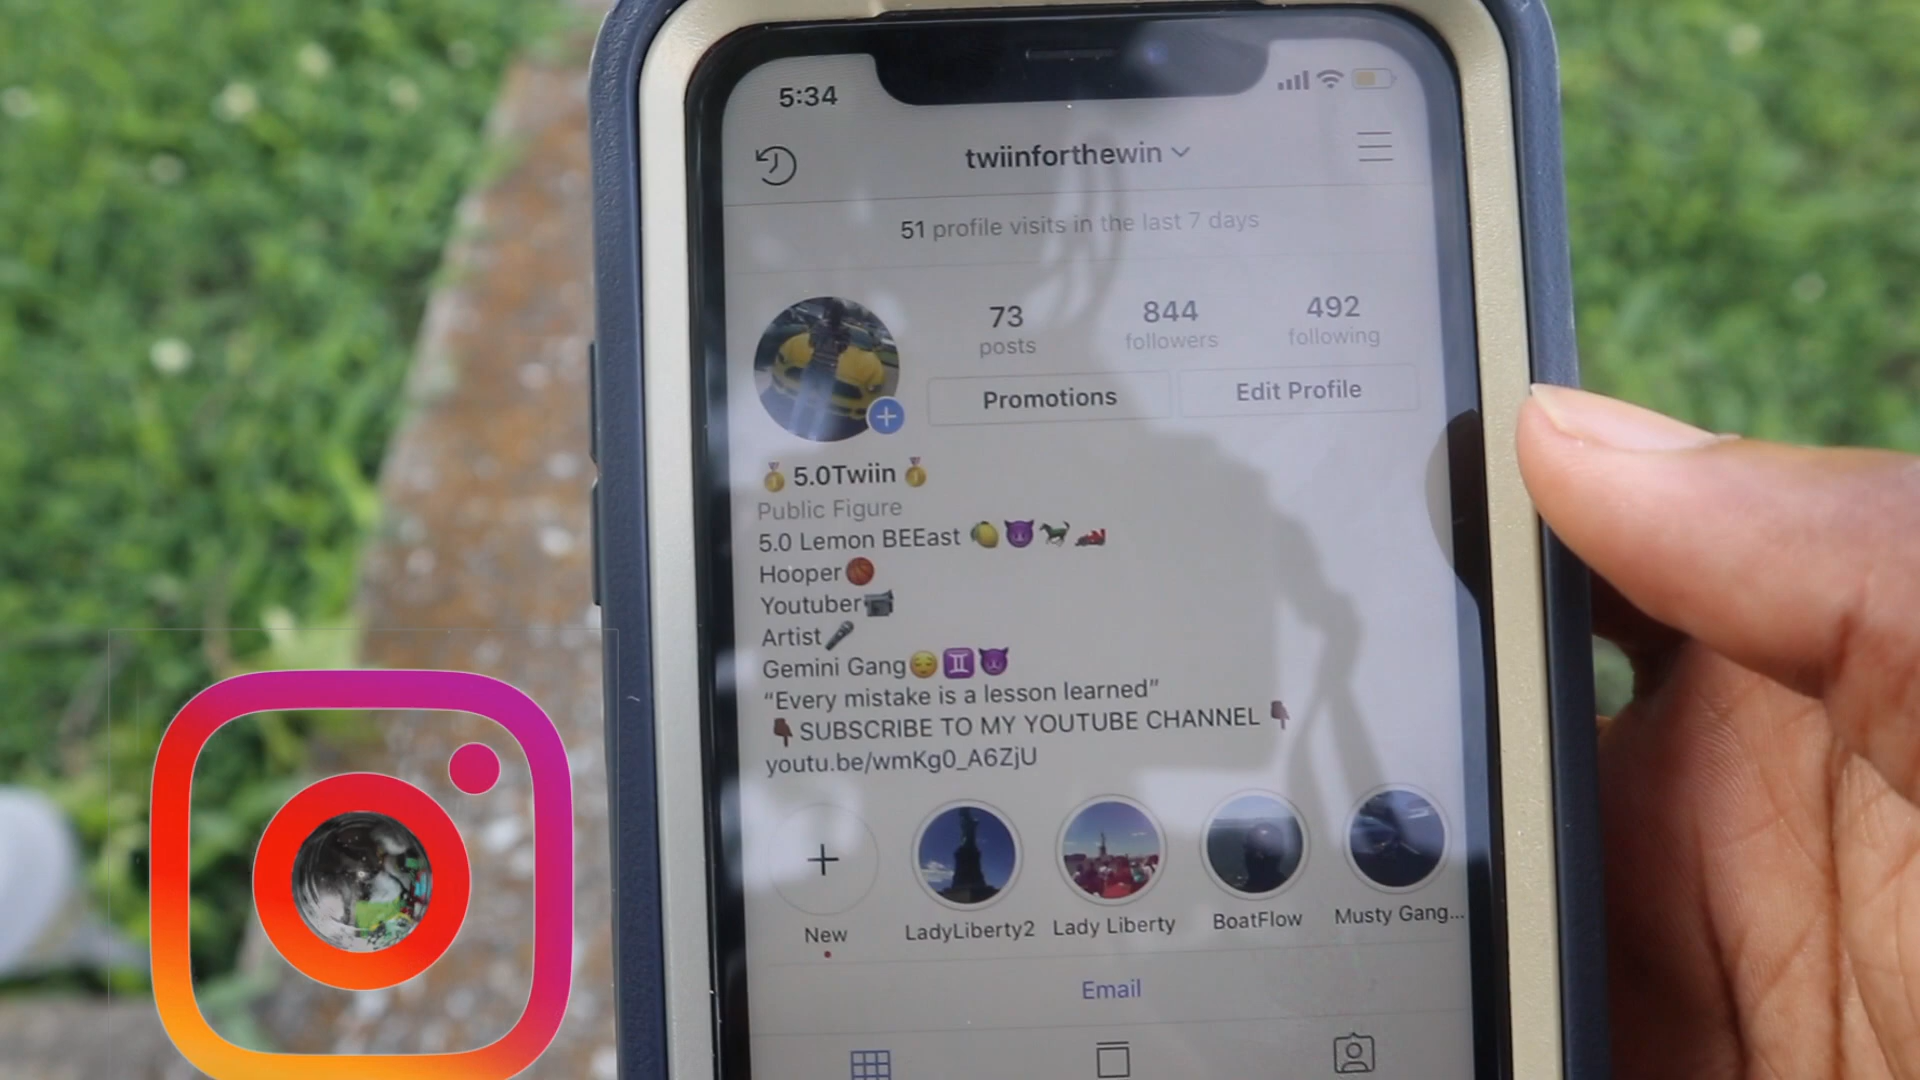 5:34
twiinforthewin
51 profile visits in the last 7 days
73 844 492
posts followers following
Promotions Edit Profile
🥇 5.0Twiin 🥇
Public Figure
5.0 Lemon BEEast 🍋😈🐎🏎
Hooper🏀
Youtuber📹
Artist🎤
Gemini Gang😔♊😈
“Every mistake is a lesson learned”
👇🏿SUBSCRIBE TO MY YOUTUBE CHANNEL👇🏿
youtu.be/wmKg0_A6ZjU
New LadyLiberty2 Lady Liberty BoatFlow Musty Gang...
Email